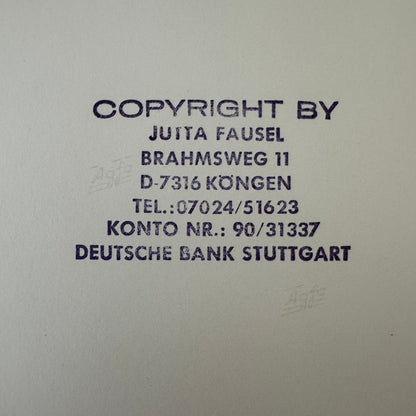 COPYRIGHT BY
JUTTA FAUSEL
BRAHMSWEG 11
D-7316 KÖNGEN
TEL.:07024/51623
KONTO NR.: 90/31337
DEUTSCHE BANK STUTTGART